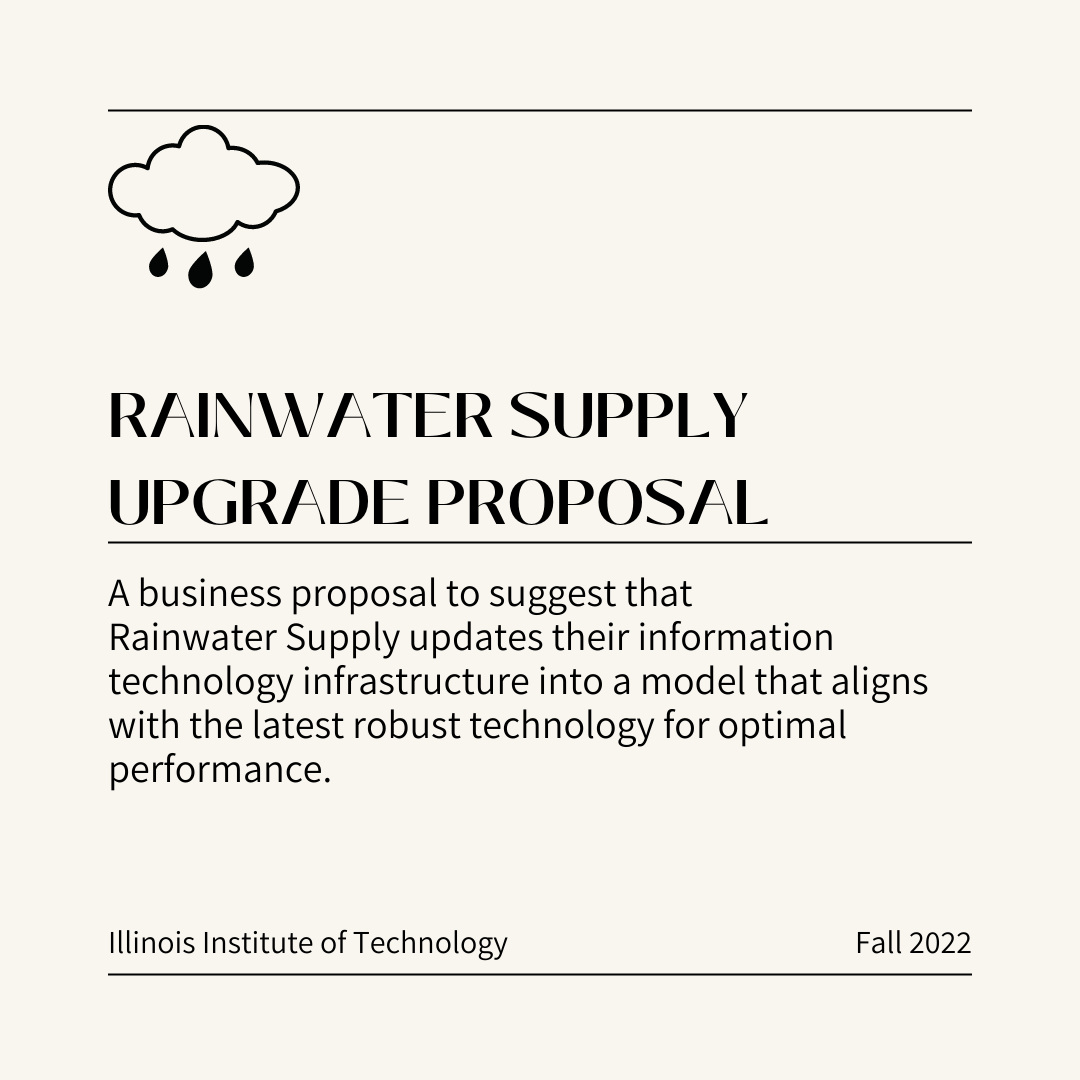 RAINWATER SUPPLY
UPGRADE PROPOSAL
A business proposal to suggest that
Rainwater Supply updates their information
technology infrastructure into a model that aligns
with the latest robust technology for optimal
performance.
Illinois Institute of Technology
Fall 2022